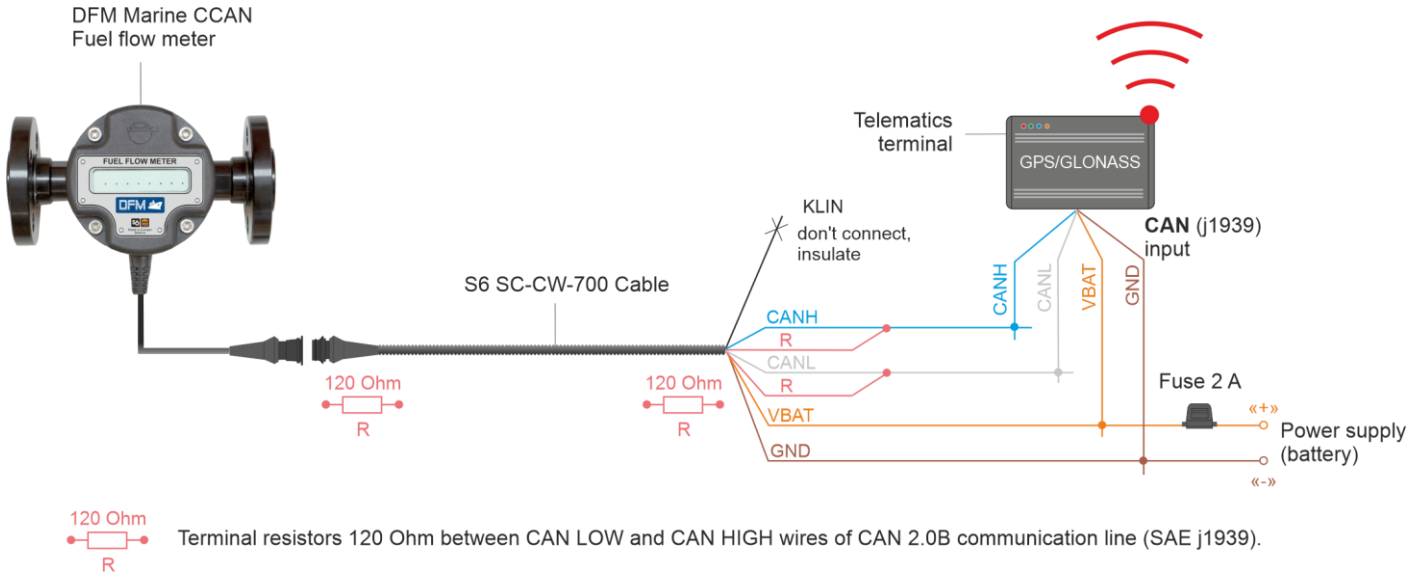 DFM Marine CCAN
Fuel flow meter
FUEL FLOW METER
DFM
Telematics
terminal
GPS/GLONASS
CAN (j1939)
input
KLIN
don't connect,
insulate
S6 SC-CW-700 Cable
CANH
CANL
VBAT
GND
CANH
R
CANL
R
VBAT
GND
120 Ohm
R
120 Ohm
R
Fuse 2 A
«+»
Power supply
(battery)
«-»
120 Ohm
R
Terminal resistors 120 Ohm between CAN LOW and CAN HIGH wires of CAN 2.0B communication line (SAE j1939).